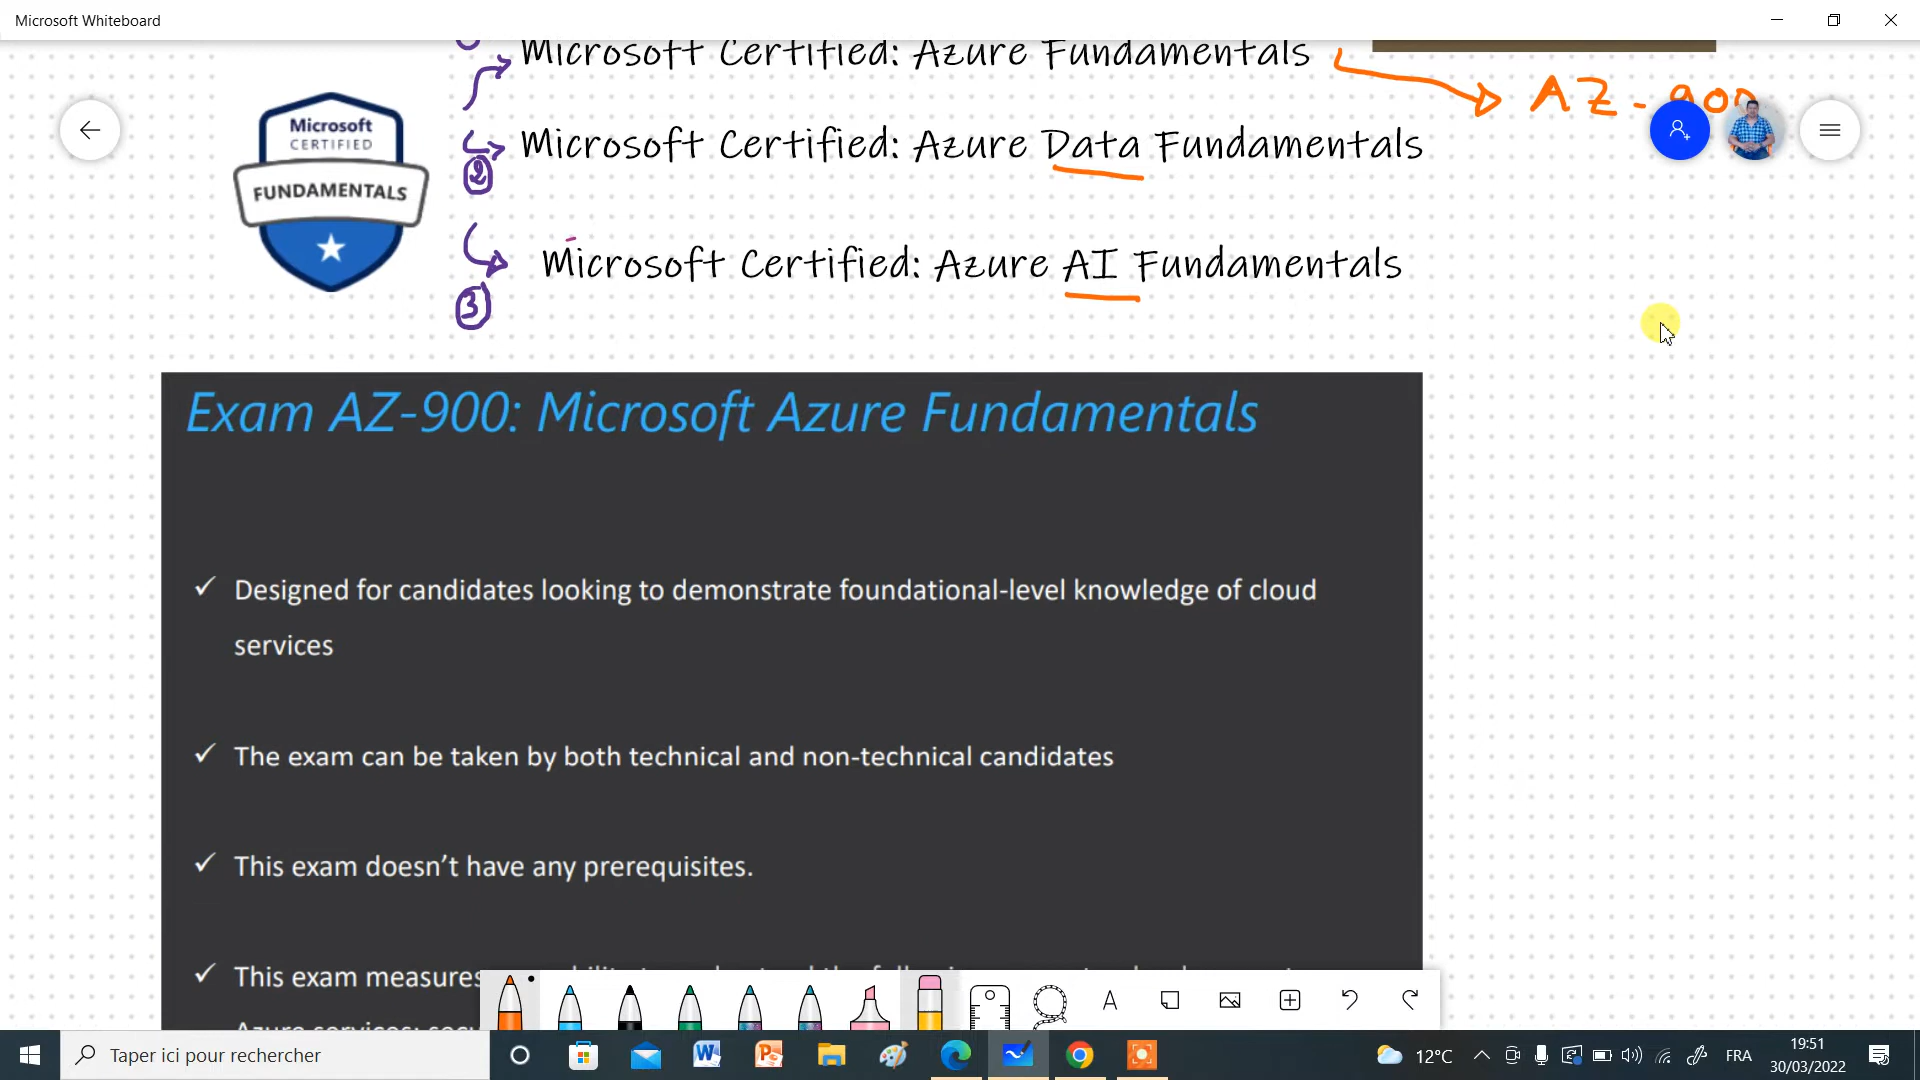 Microsoft Whiteboard
Microsoft Certified: Azure Fundamentals
AZ-900
Microsoft
CERTIFIED
FUNDAMENTALS
2
Microsoft Certified: Azure Data Fundamentals
3
Microsoft Certified: Azure AI Fundamentals
Exam AZ-900: Microsoft Azure Fundamentals
✓ Designed for candidates looking to demonstrate foundational-level knowledge of cloud
services
✓ The exam can be taken by both technical and non-technical candidates
✓ This exam doesn't have any prerequisites.
✓ This exam measures
Azure services:
Taper ici pour rechercher
12°C
FRA
19:51
30/03/2022